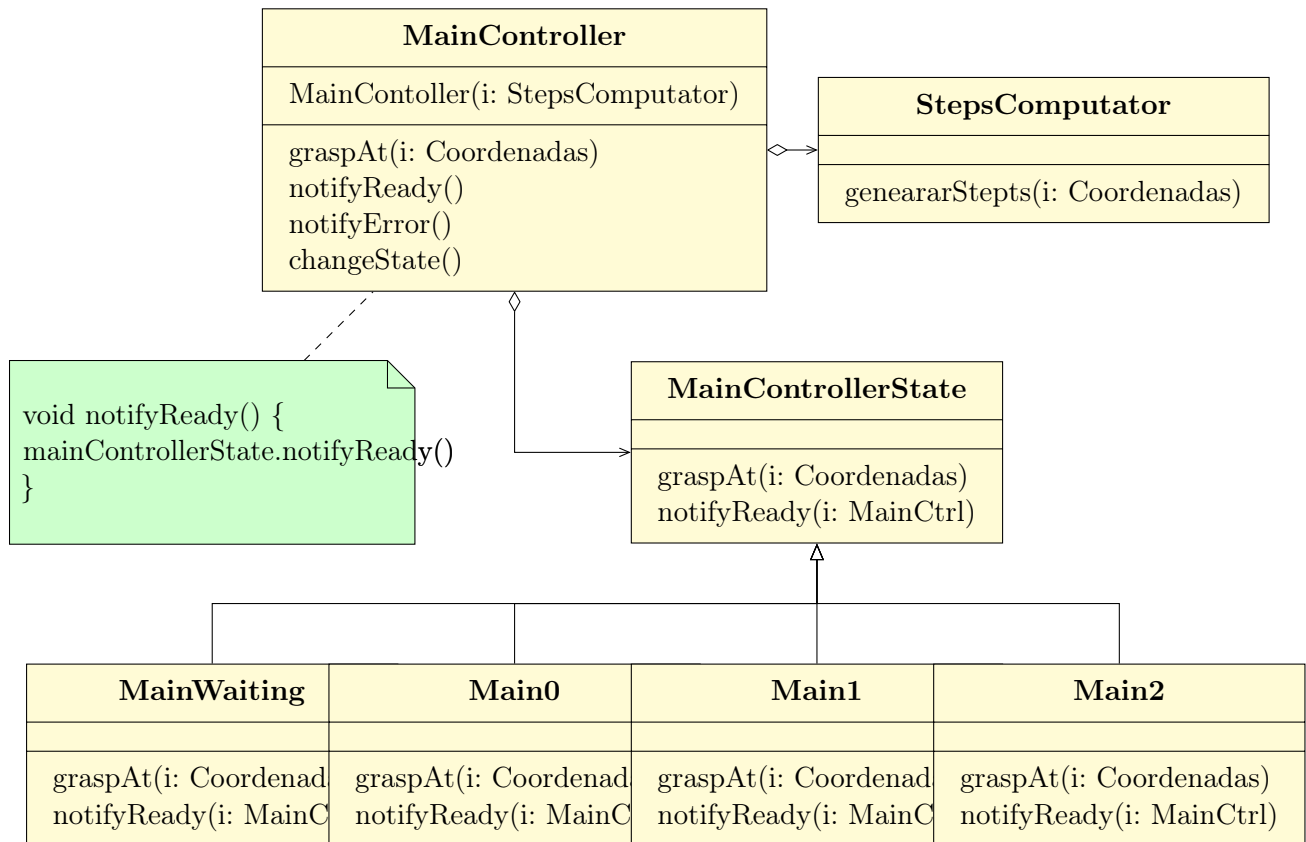 MainController
MainContoller(i: StepsComputator)
graspAt(i: Coordenadas)
notifyReady()
notifyError()
changeState()
StepsComputator
geneararStepts(i: Coordenadas)
void notifyReady() {
mainControllerState.notifyReady()
}
MainControllerState
graspAt(i: Coordenadas)
notifyReady(i: MainCtrl)
MainWaiting
graspAt(i: Coordenad
notifyReady(i: MainC
Main0
graspAt(i: Coordenad
notifyReady(i: MainC
Main1
graspAt(i: Coordenad
notifyReady(i: MainC
Main2
graspAt(i: Coordenadas)
notifyReady(i: MainCtrl)